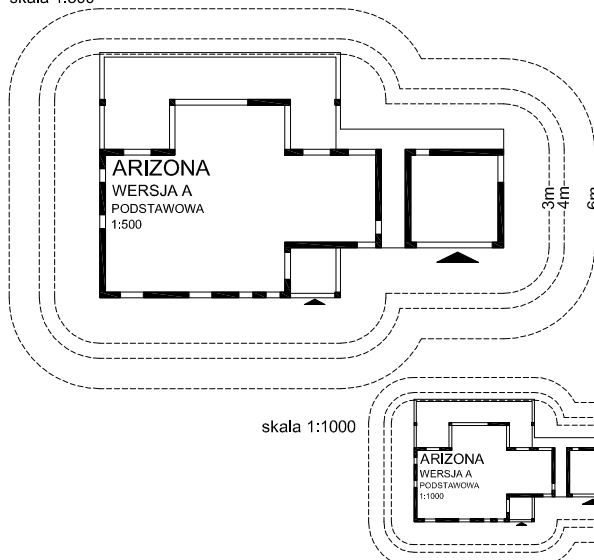 skala 1:500
ARIZONA
WERSJA A
PODSTAWOWA
1:500
3m
4m
6m
skala 1:1000
ARIZONA
WERSJA A
PODSTAWOWA
1:1000